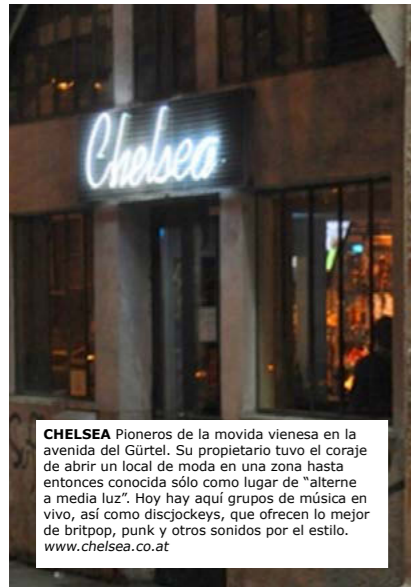 Chelsea
CHELSEA Pioneros de la movida vienesa en la
avenida del Gürtel. Su propietario tuvo el coraje
de abrir un local de moda en una zona hasta
entonces conocida sólo como lugar de “alterne
a media luz”. Hoy hay aquí grupos de música en
vivo, así como discjockeys, que ofrecen lo mejor
de britpop, punk y otros sonidos por el estilo.
www.chelsea.co.at